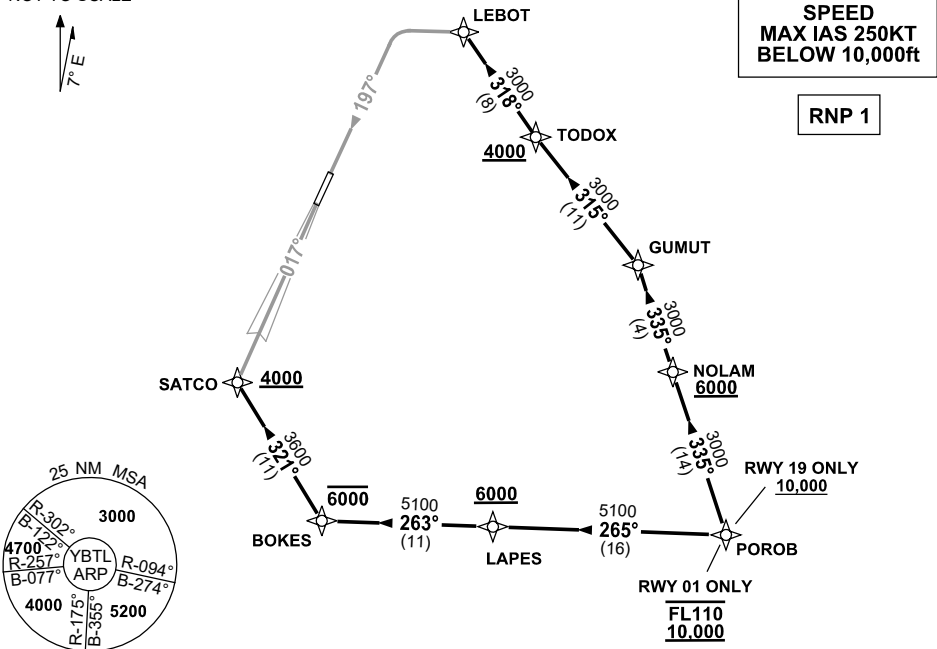 LEBOT
SPEED
MAX IAS 250KT
BELOW 10,000ft
7° E
RNP 1
197°
3000
318°
(8)
TODOX
4000
3000
315°
(11)
017°
GUMUT
3000
335°
(4)
SATCO
4000
NOLAM
6000
3600
321°
(11)
3000
335°
(14)
RWY 19 ONLY
10,000
6000
6000
5100
263°
(11)
5100
265°
(16)
BOKES
LAPES
POROB
RWY 01 ONLY
FL110
10,000
25 NM MSA
3000
R-302°
B-122°
4700
R-257°
B-077°
YBTL
ARP
R-094°
B-274°
4000
R-175°
B-355°
5200